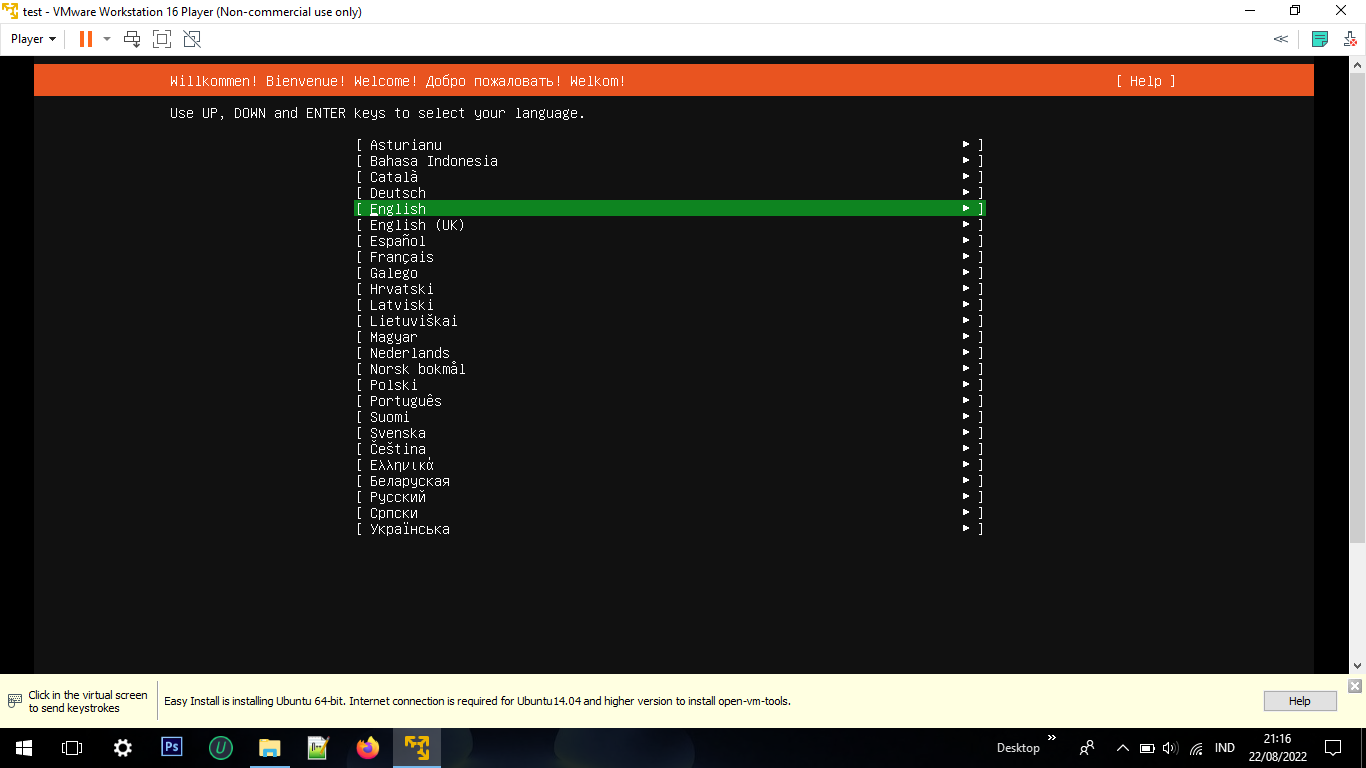 test - VMware Workstation 16 Player (Non-commercial use only)
Player
Willkommen! Bienvenue! Welcome! Добро пожаловать! Welkom! [ Help ]
Use UP, DOWN and ENTER keys to select your language.
[ Asturianu ► ]
[ Bahasa Indonesia ► ]
[ Català ► ]
[ Deutsch ► ]
[ English ► ]
[ English (UK) ► ]
[ Español ► ]
[ Français ► ]
[ Galego ► ]
[ Hrvatski ► ]
[ Latviski ► ]
[ Lietuviškai ► ]
[ Magyar ► ]
[ Nederlands ► ]
[ Norsk bokmål ► ]
[ Polski ► ]
[ Português ► ]
[ Suomi ► ]
[ Svenska ► ]
[ Čeština ► ]
[ Ελληνικά ► ]
[ Беларуская ► ]
[ Русский ► ]
[ Српски ► ]
[ Українська ► ]
Click in the virtual screen
to send keystrokes
Easy Install is installing Ubuntu 64-bit. Internet connection is required for Ubuntu14.04 and higher version to install open-vm-tools.
Help
Ps
U
Desktop
IND
21:16
22/08/2022